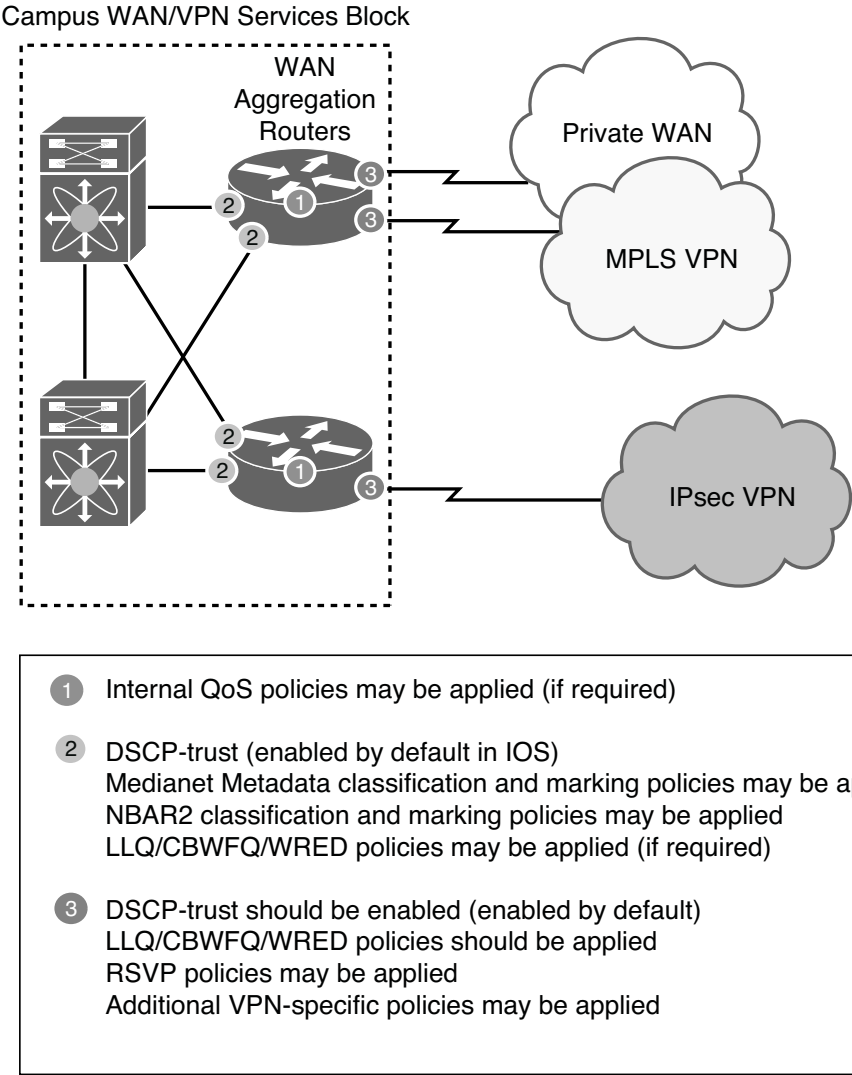 Campus WAN/VPN Services Block
WAN
Aggregation
Routers
Private WAN
MPLS VPN
IPsec VPN
3
1
2
3
2
2
1
2
3
1 Internal QoS policies may be applied (if required)
2 DSCP-trust (enabled by default in IOS)
Medianet Metadata classification and marking policies may be
NBAR2 classification and marking policies may be applied
LLQ/CBWFQ/WRED policies may be applied (if required)
3 DSCP-trust should be enabled (enabled by default)
LLQ/CBWFQ/WRED policies should be applied
RSVP policies may be applied
Additional VPN-specific policies may be applied